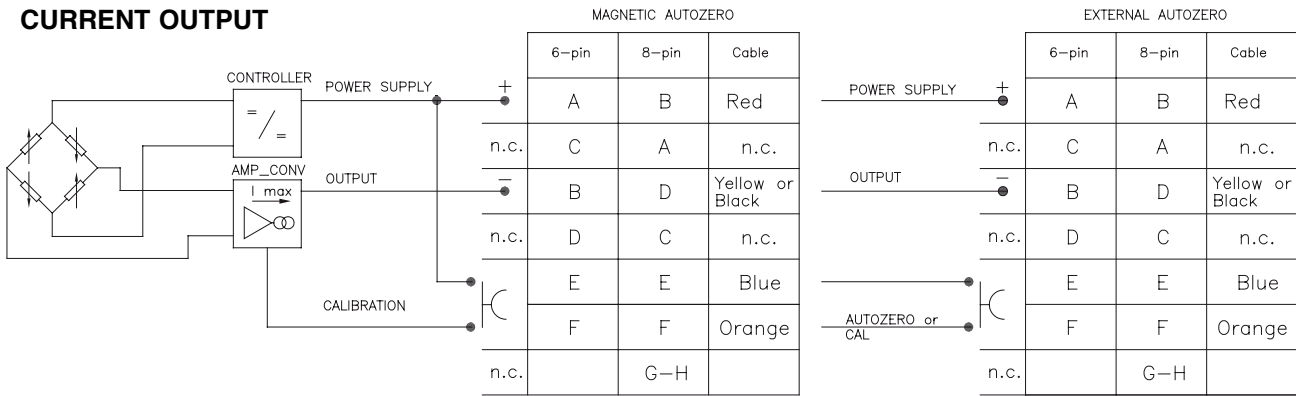 CURRENT OUTPUT
CONTROLLER
=
/
=
AMP_CONV
I max
POWER SUPPLY
OUTPUT
CALIBRATION
MAGNETIC AUTOZERO
6-pin 8-pin Cable
+ A B Red
n.c. C A n.c.
- B D Yellow or
Black
n.c. D C n.c.
E E Blue
F F Orange
n.c. G-H
POWER SUPPLY
OUTPUT
AUTOZERO or
CAL
EXTERNAL AUTOZERO
6-pin 8-pin Cable
+ A B Red
n.c. C A n.c.
- B D Yellow or
Black
n.c. D C n.c.
E E Blue
F F Orange
n.c. G-H